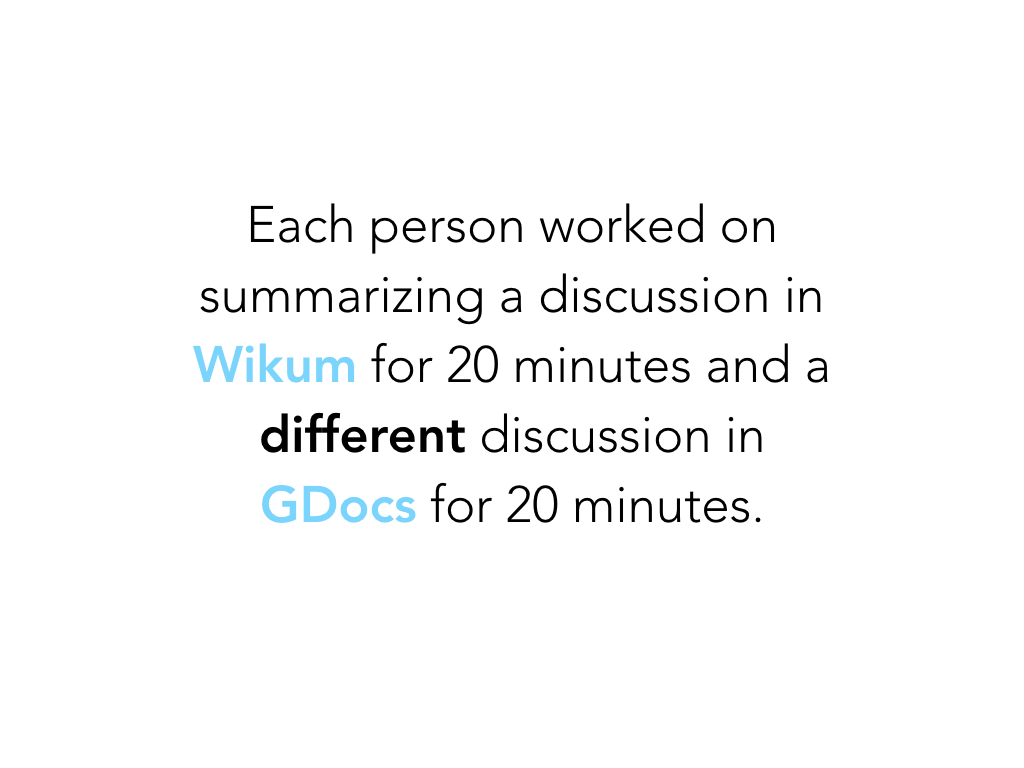 Each person worked on
summarizing a discussion in
Wikum for 20 minutes and a
different discussion in
GDocs for 20 minutes.